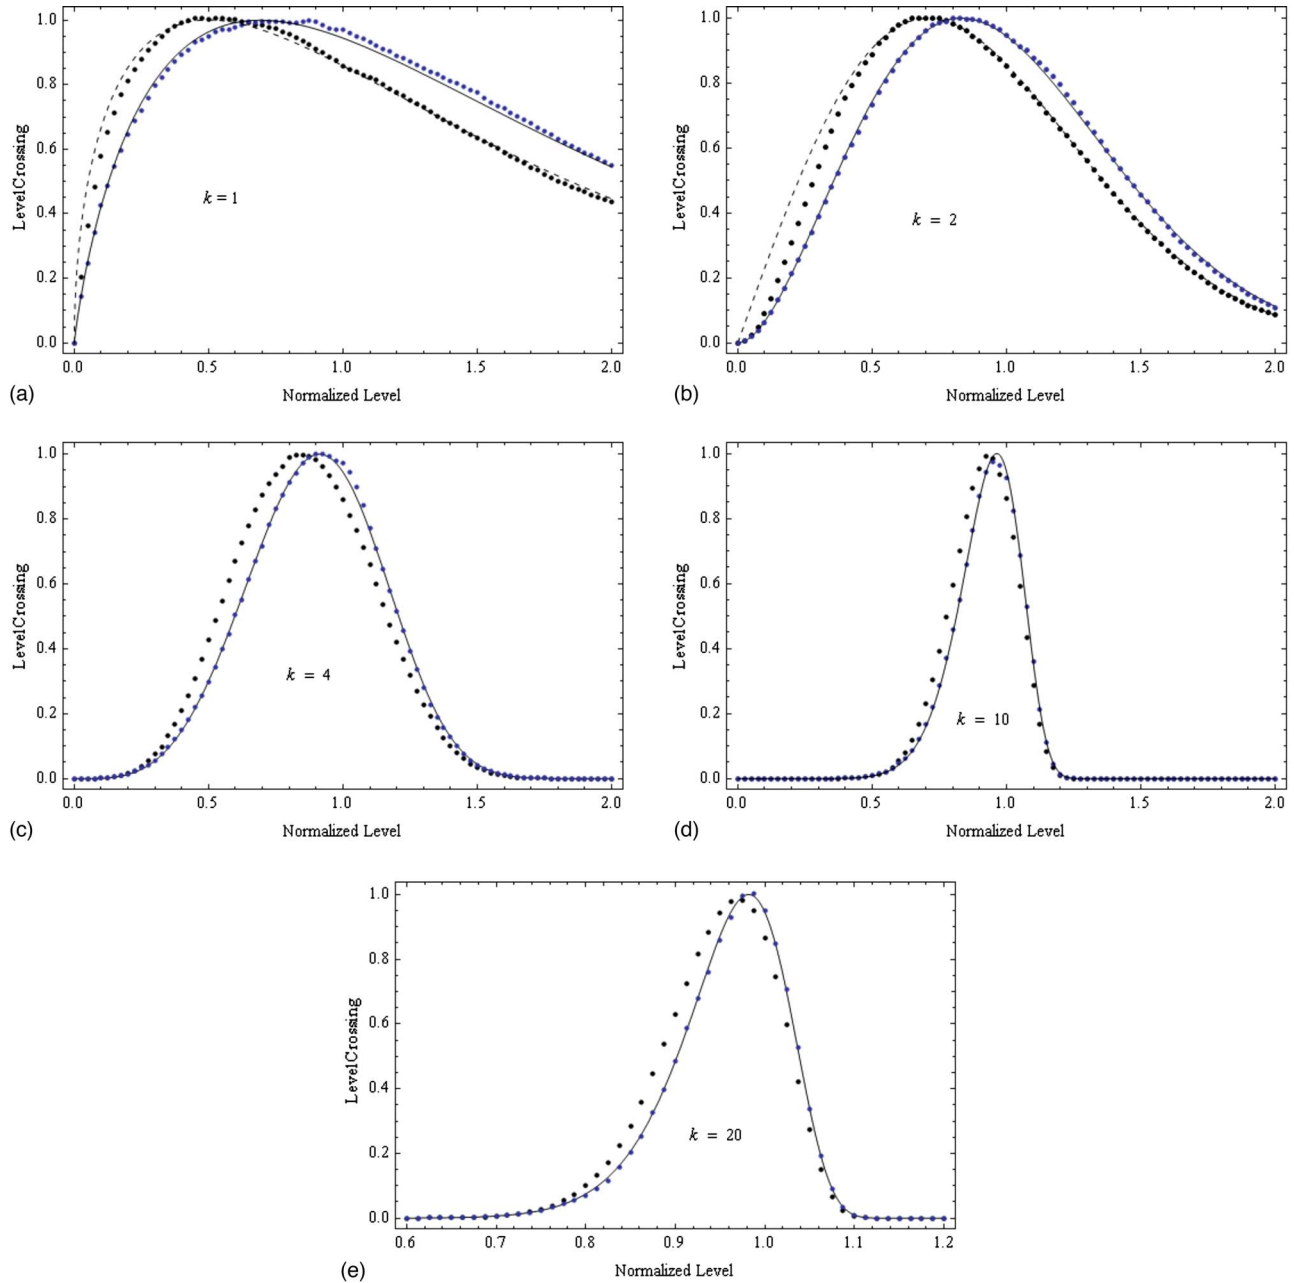 1.0
0.8
0.6
0.4
0.2
0.0
LevelCrossing
k = 1
0.0 0.5 1.0 1.5 2.0
Normalized Level
(a)
1.0
0.8
0.6
0.4
0.2
0.0
LevelCrossing
k = 2
0.0 0.5 1.0 1.5 2.0
Normalized Level
(b)
1.0
0.8
0.6
0.4
0.2
0.0
LevelCrossing
k = 4
0.0 0.5 1.0 1.5 2.0
Normalized Level
(c)
1.0
0.8
0.6
0.4
0.2
0.0
LevelCrossing
k = 10
0.0 0.5 1.0 1.5 2.0
Normalized Level
(d)
1.0
0.8
0.6
0.4
0.2
0.0
LevelCrossing
k = 20
0.6 0.7 0.8 0.9 1.0 1.1 1.2
Normalized Level
(e)